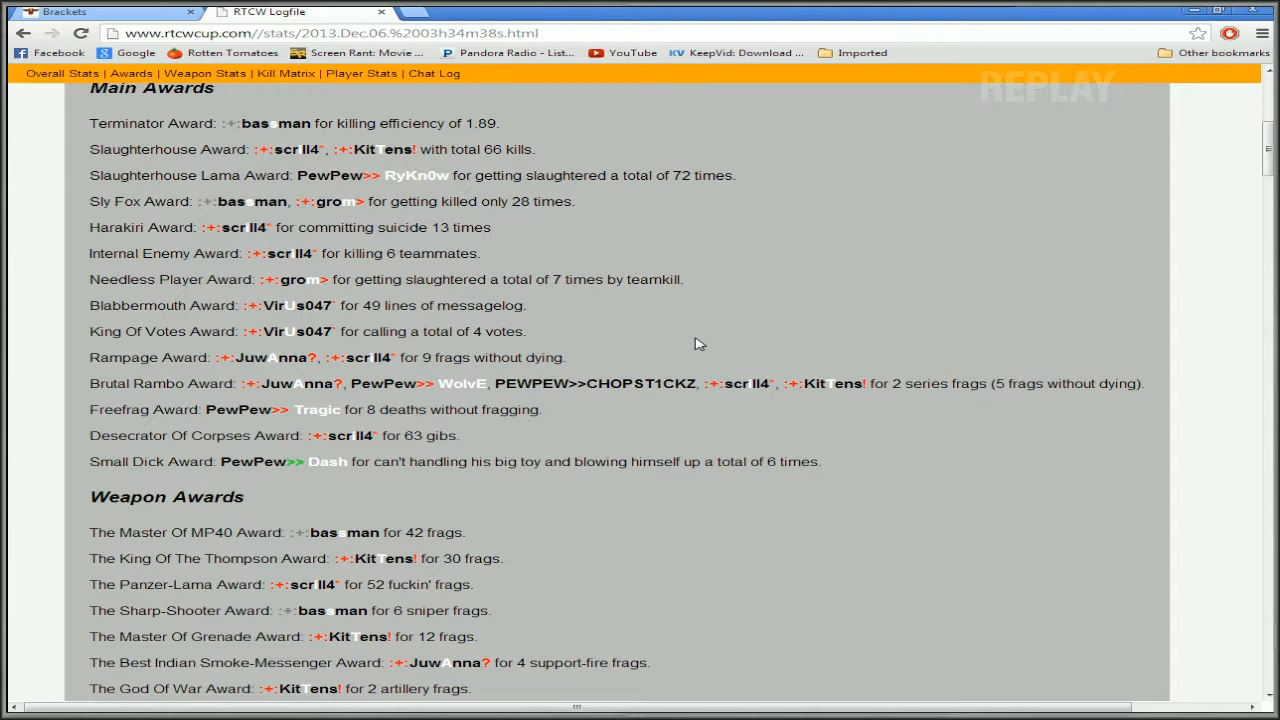 Brackets
RTCW Logfile
www.rtcwcup.com//stats/2013.Dec.06.%2003h34m38s.html
Facebook Google Rotten Tomatoes Screen Rant: Movie ... Pandora Radio - List... YouTube KeepVid: Download ... Imported Other bookmarks
Overall Stats | Awards | Weapon Stats | Kill Matrix | Player Stats | Chat Log
REPLAY
Main Awards
Terminator Award: :+:bassman for killing efficiency of 1.89.
Slaughterhouse Award: :+:scrill4*, :+:KitTens! with total 66 kills.
Slaughterhouse Lama Award: PewPew>> RyKn0w for getting slaughtered a total of 72 times.
Sly Fox Award: :+:bassman, :+:grom> for getting killed only 28 times.
Harakiri Award: :+:scrill4* for committing suicide 13 times
Internal Enemy Award: :+:scrill4* for killing 6 teammates.
Needless Player Award: :+:grom> for getting slaughtered a total of 7 times by teamkill.
Blabbermouth Award: :+:VirUs047` for 49 lines of messagelog.
King Of Votes Award: :+:VirUs047` for calling a total of 4 votes.
Rampage Award: :+:JuwAnna?, :+:scrill4* for 9 frags without dying.
Brutal Rambo Award: :+:JuwAnna?, PewPew>> WolvE, PEWPEW>>CHOPST1CKZ, :+:scrill4*, :+:KitTens! for 2 series frags (5 frags without dying).
Freefrag Award: PewPew>> Tragic for 8 deaths without fragging.
Desecrator Of Corpses Award: :+:scrill4* for 63 gibs.
Small Dick Award: PewPew>> Dash for can't handling his big toy and blowing himself up a total of 6 times.
Weapon Awards
The Master Of MP40 Award: :+:bassman for 42 frags.
The King Of The Thompson Award: :+:KitTens! for 30 frags.
The Panzer-Lama Award: :+:scrill4* for 52 fuckin' frags.
The Sharp-Shooter Award: :+:bassman for 6 sniper frags.
The Master Of Grenade Award: :+:KitTens! for 12 frags.
The Best Indian Smoke-Messenger Award: :+:JuwAnna? for 4 support-fire frags.
The God Of War Award: :+:KitTens! for 2 artillery frags.